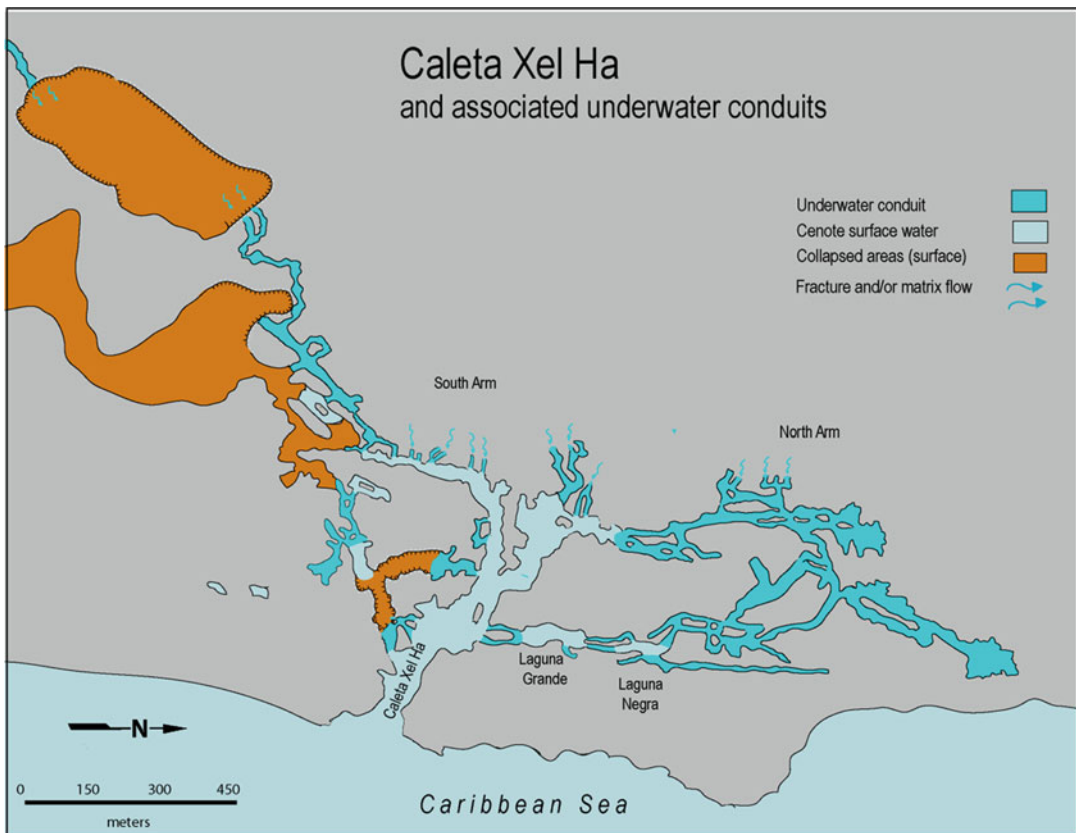 Caleta Xel Ha
and associated underwater conduits
Underwater conduit
Cenote surface water
Collapsed areas (surface)
Fracture and/or matrix flow
South Arm
North Arm
Laguna
Grande
Laguna
Negra
Caleta Xel Ha
N
0 150 300 450
meters
Caribbean Sea